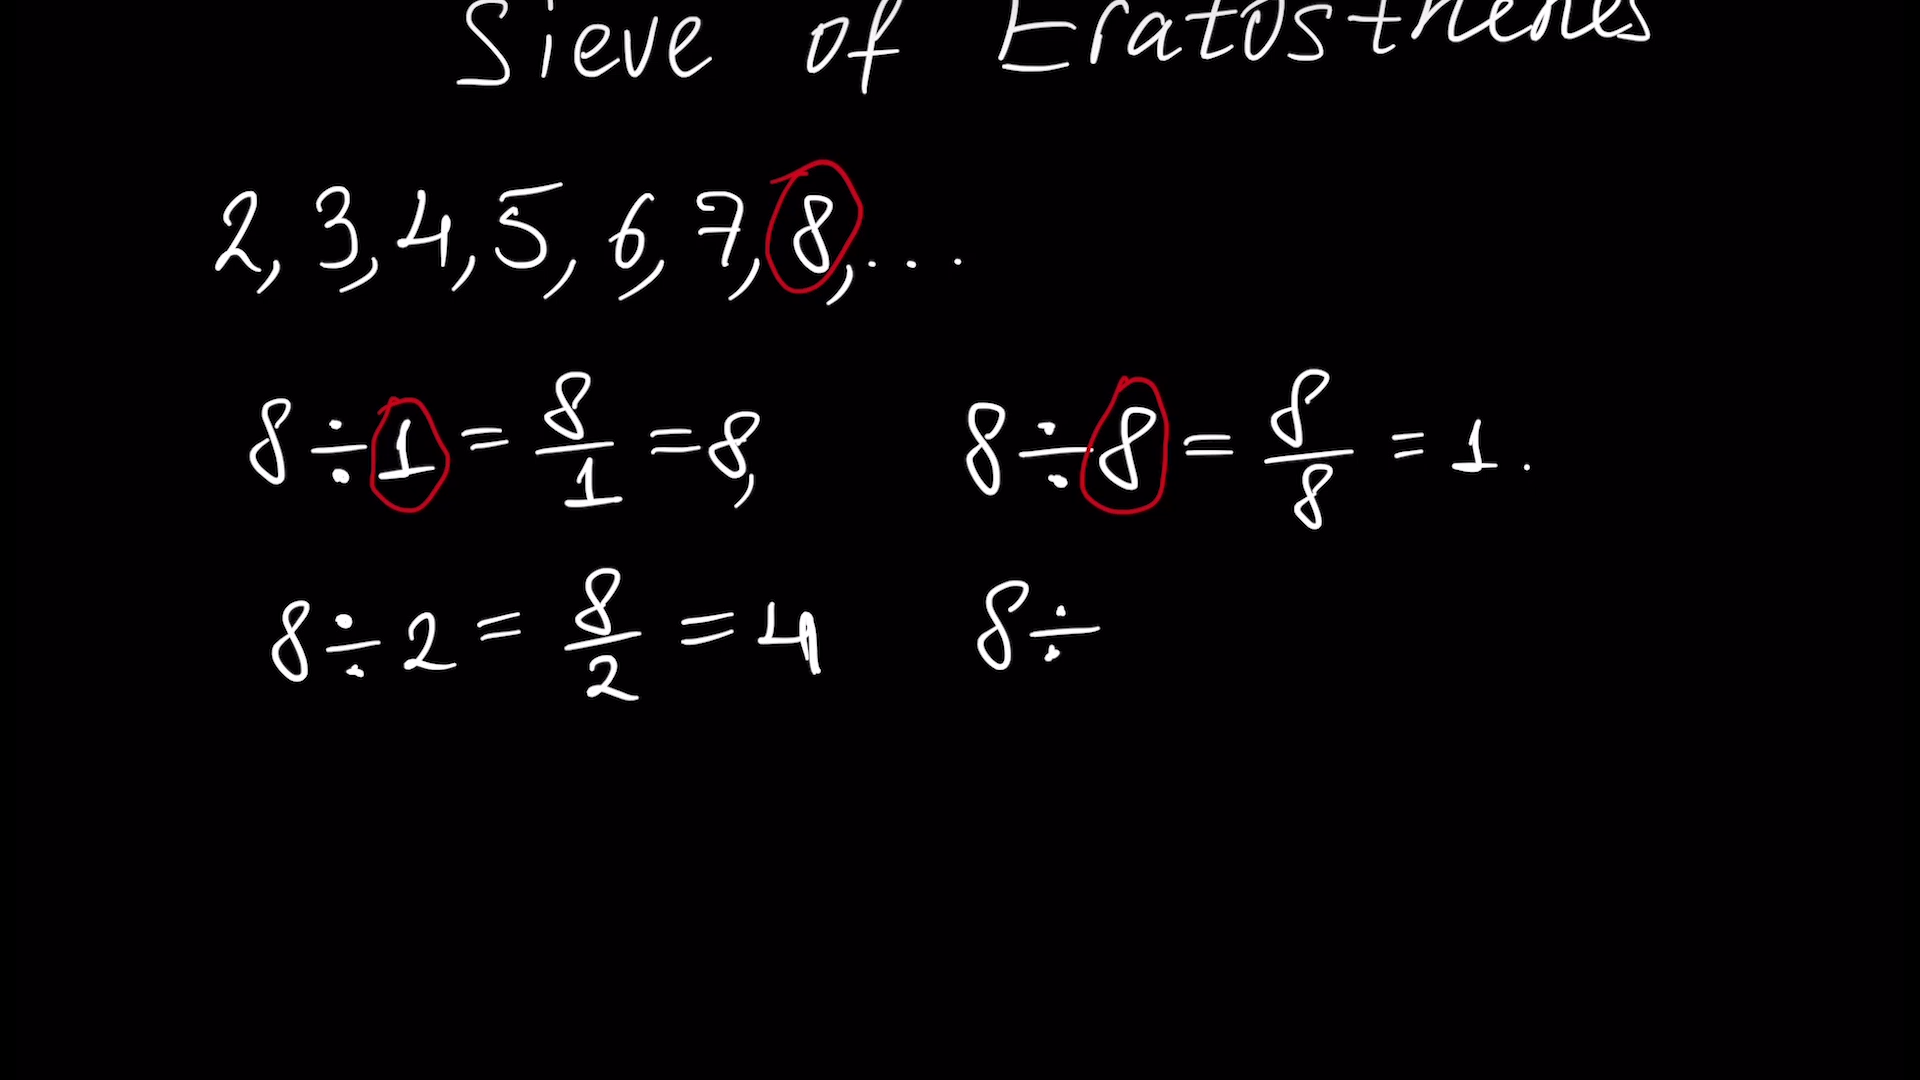 Sieve of Eratosthenes
2, 3, 4, 5, 6, 7, 8, ...
8 ÷ 1 = 8/1 = 8, 8 ÷ 8 = 8/8 = 1.
8 ÷ 2 = 8/2 = 4 8 ÷